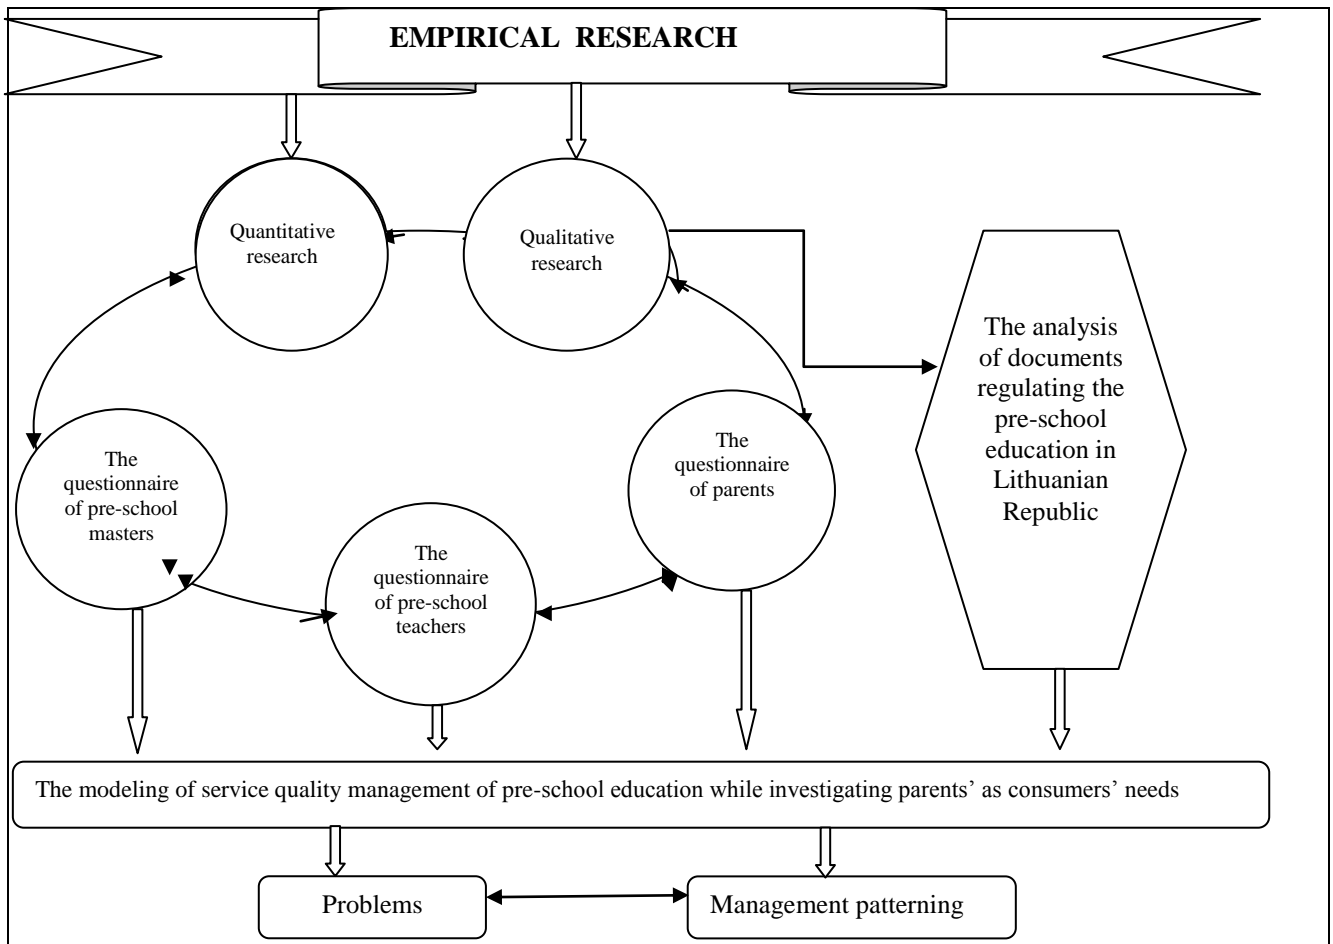 EMPIRICAL RESEARCH
Quantitative
research
Qualitative
research
The analysis
of documents
regulating the
pre-school
education in
Lithuanian
Republic
The
questionnaire
of parents
The
questionnaire
of pre-school
masters
The
questionnaire
of pre-school
teachers
The modeling of service quality management of pre-school education while investigating parents’ as consumers’ needs
Problems
Management patterning